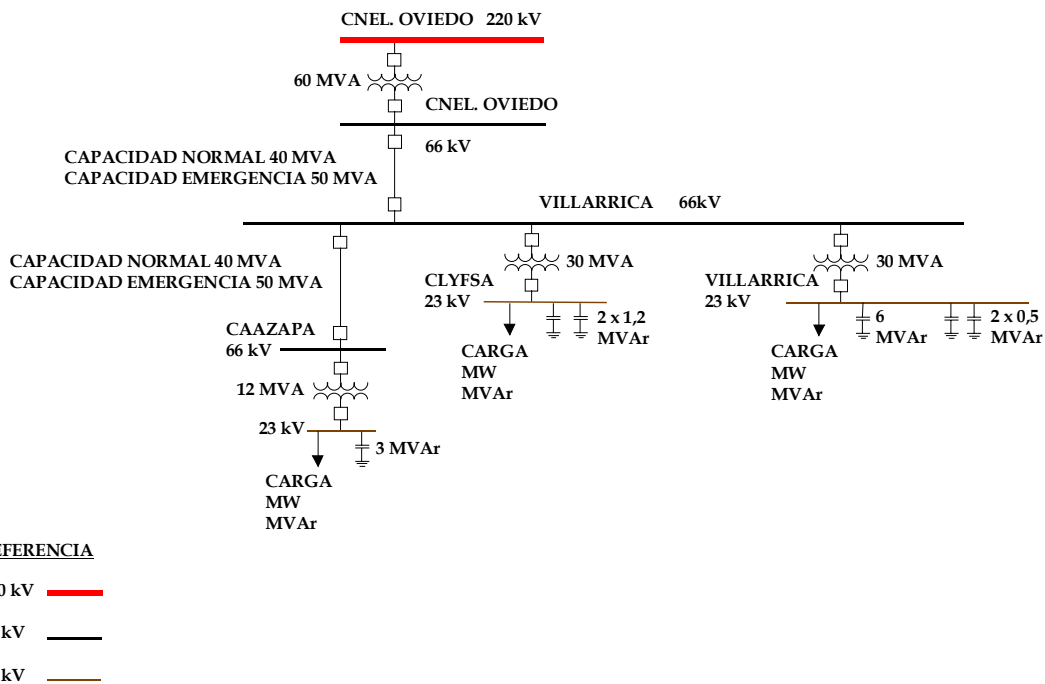 CNEL. OVIEDO 220 kV
60 MVA
CNEL. OVIEDO
66 kV
CAPACIDAD NORMAL 40 MVA
CAPACIDAD EMERGENCIA 50 MVA
VILLARRICA 66kV
CAPACIDAD NORMAL 40 MVA
CAPACIDAD EMERGENCIA 50 MVA
30 MVA
CLYFSA
23 kV
2 x 1,2
MVAr
CARGA
MW
MVAr
30 MVA
VILLARRICA
23 kV
6
MVAr
2 x 0,5
MVAr
CARGA
MW
MVAr
CAAZAPA
66 kV
12 MVA
23 kV
3 MVAr
CARGA
MW
MVAr
EFERENCIA
0 kV
kV
kV